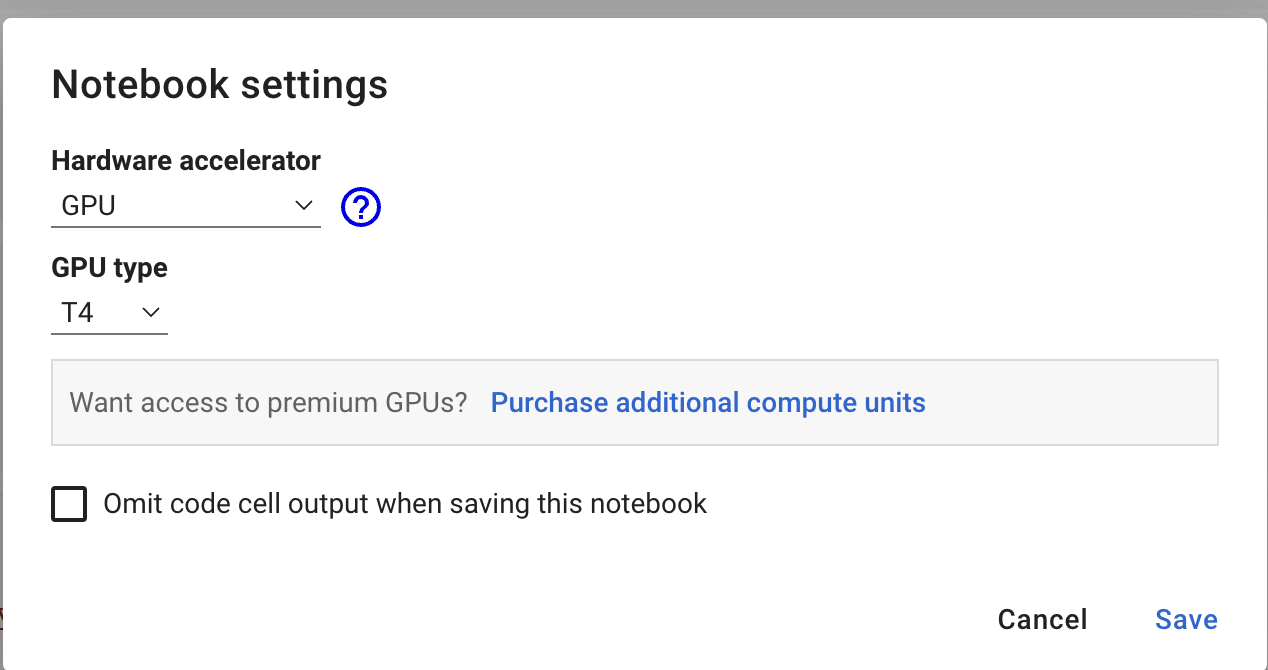 Notebook settings
Hardware accelerator
GPU
?
GPU type
T4
Want access to premium GPUs? Purchase additional compute units
Omit code cell output when saving this notebook
Cancel Save